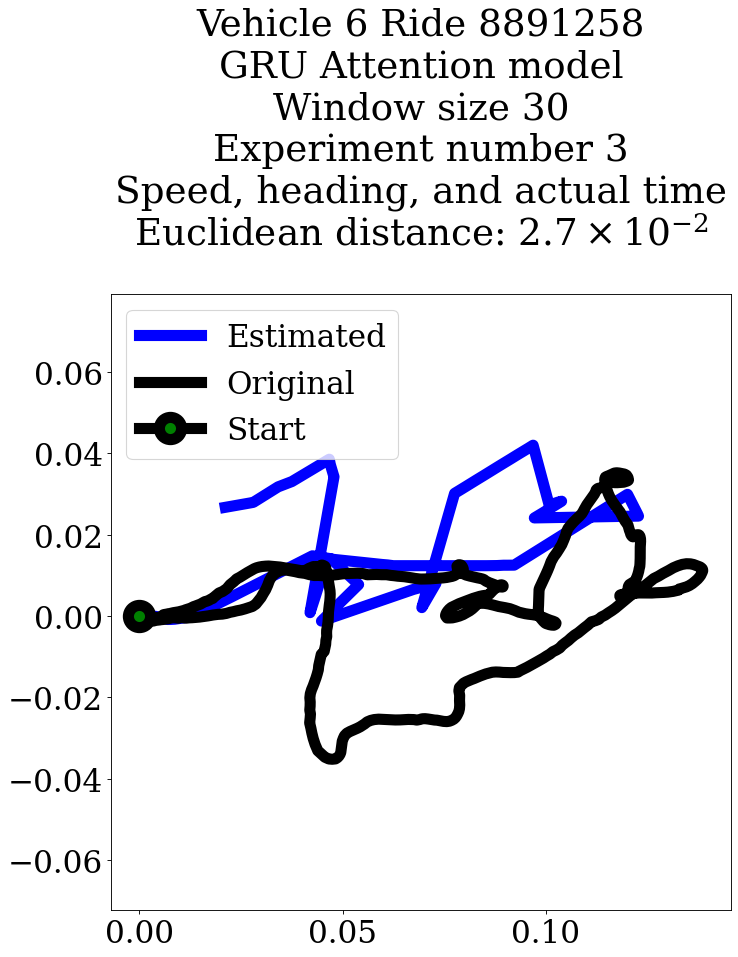 Vehicle 6 Ride 8891258
GRU Attention model
Window size 30
Experiment number 3
Speed, heading, and actual time
Euclidean distance: 2.7 × 10⁻²
Estimated
Original
Start
0.06
0.04
0.02
0.00
−0.02
−0.04
−0.06
0.00 0.05 0.10